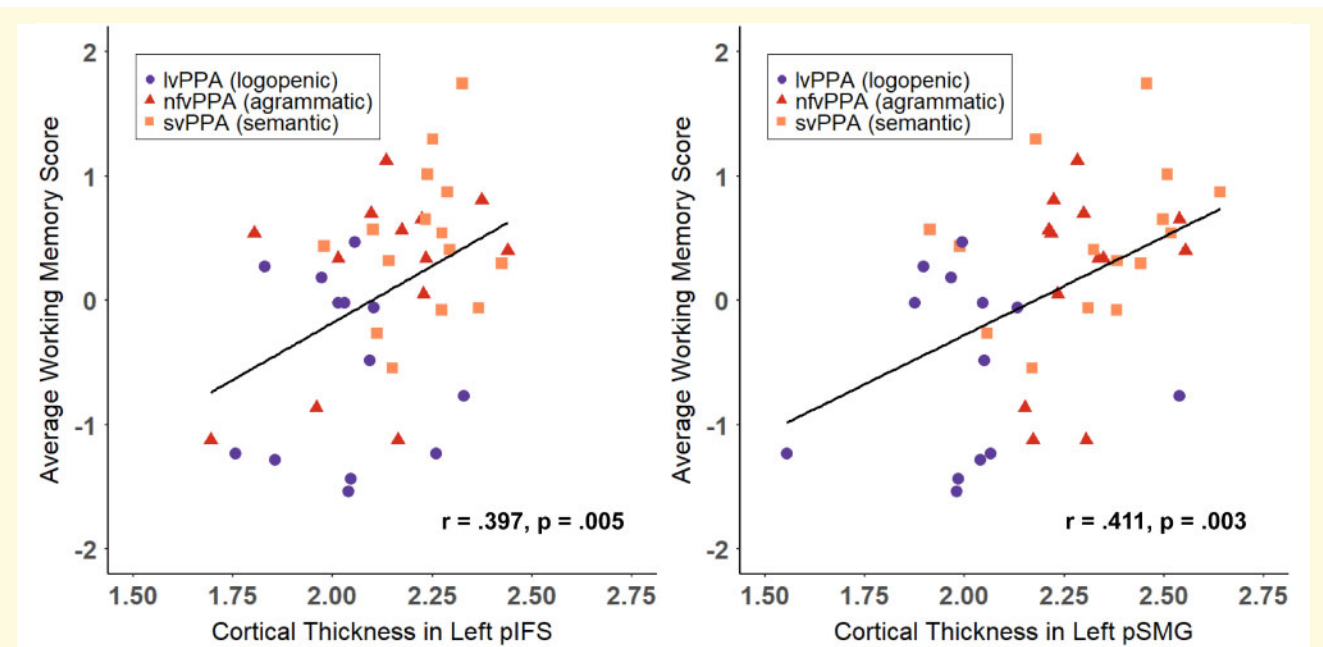 2
1
0
-1
-2
Average Working Memory Score
lvPPA (logopenic)
nfvPPA (agrammatic)
svPPA (semantic)
r = .397, p = .005
1.50 1.75 2.00 2.25 2.50 2.75
Cortical Thickness in Left pIFS
2
1
0
-1
-2
Average Working Memory Score
lvPPA (logopenic)
nfvPPA (agrammatic)
svPPA (semantic)
r = .411, p = .003
1.50 1.75 2.00 2.25 2.50 2.75
Cortical Thickness in Left pSMG